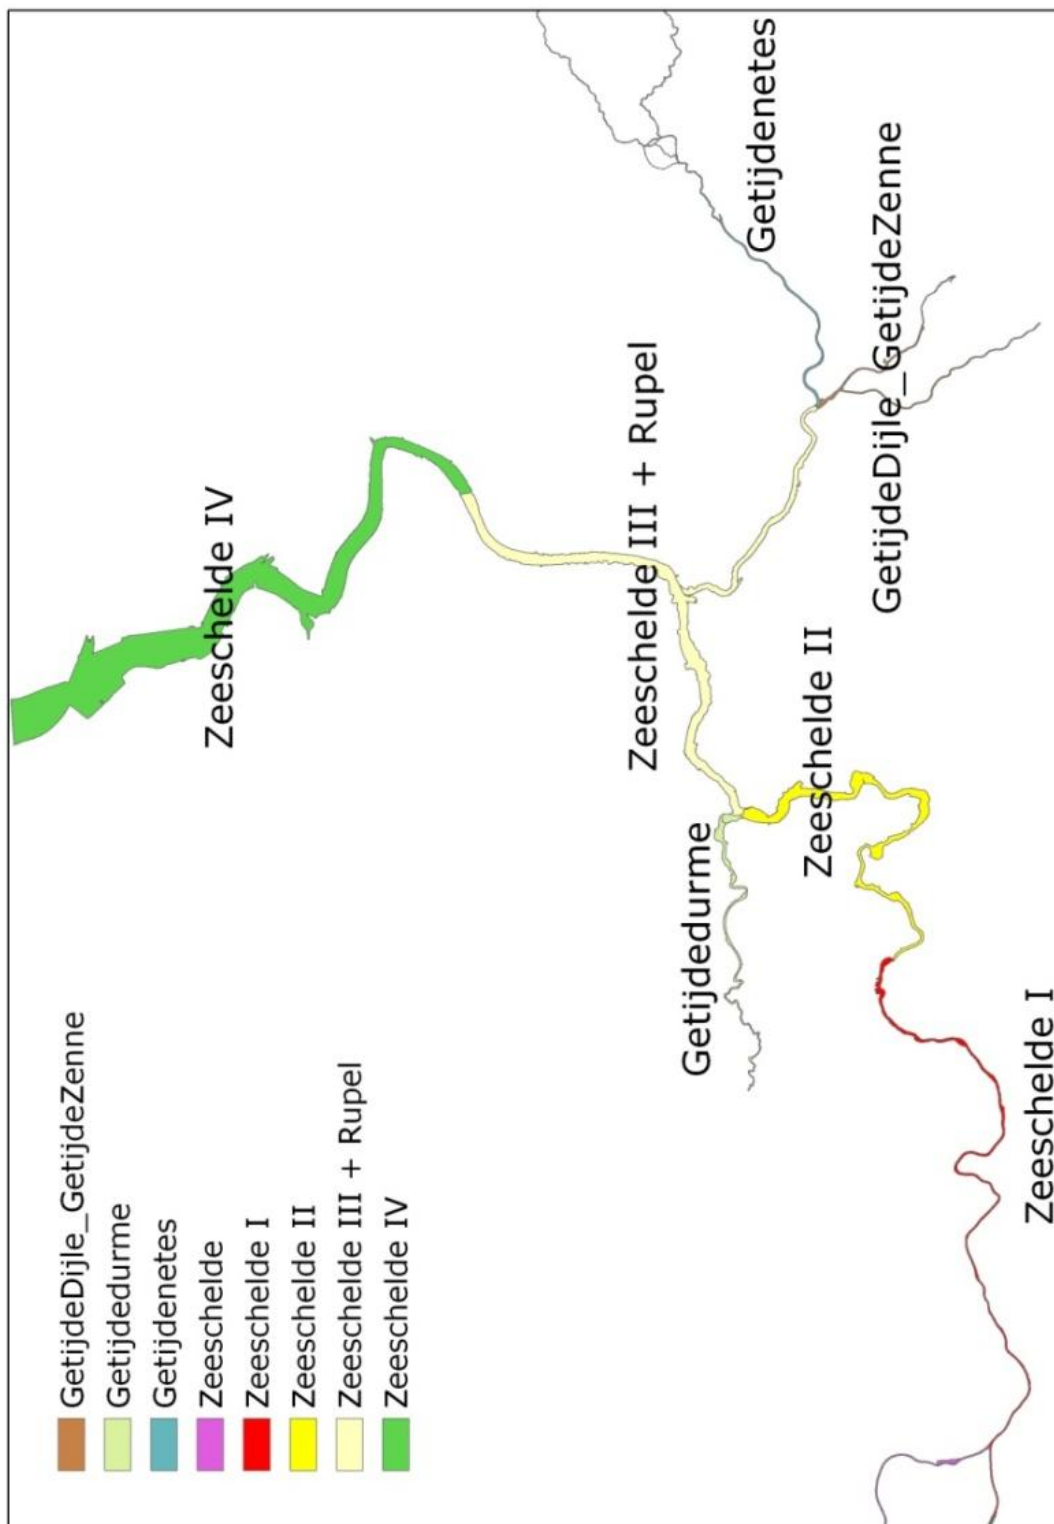 GetijdeDijle_GetijdeZenne
Getijdedurme
Getijdenetes
Zeeschelde
Zeeschelde I
Zeeschelde II
Zeeschelde III + Rupel
Zeeschelde IV
Zeeschelde IV
Getijdenetes
Zeeschelde III + Rupel
GetijdeDijle_GetijdeZenne
Getijdedurme
Zeeschelde II
Zeeschelde I